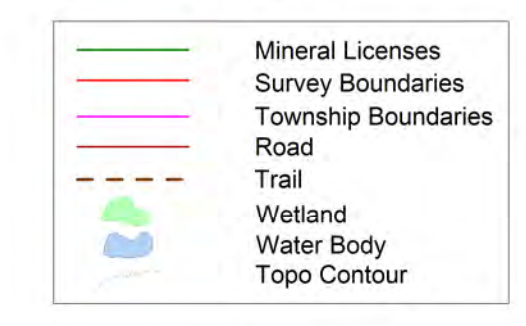 Mineral Licenses
Survey Boundaries
Township Boundaries
Road
Trail
Wetland
Water Body
Topo Contour